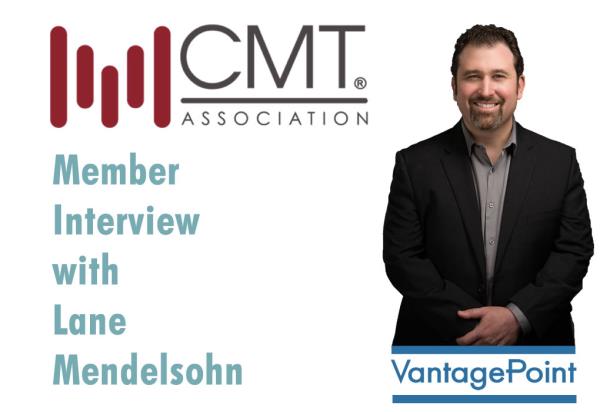 CMT®
ASSOCIATION
Member
Interview
with
Lane
Mendelsohn
VantagePoint